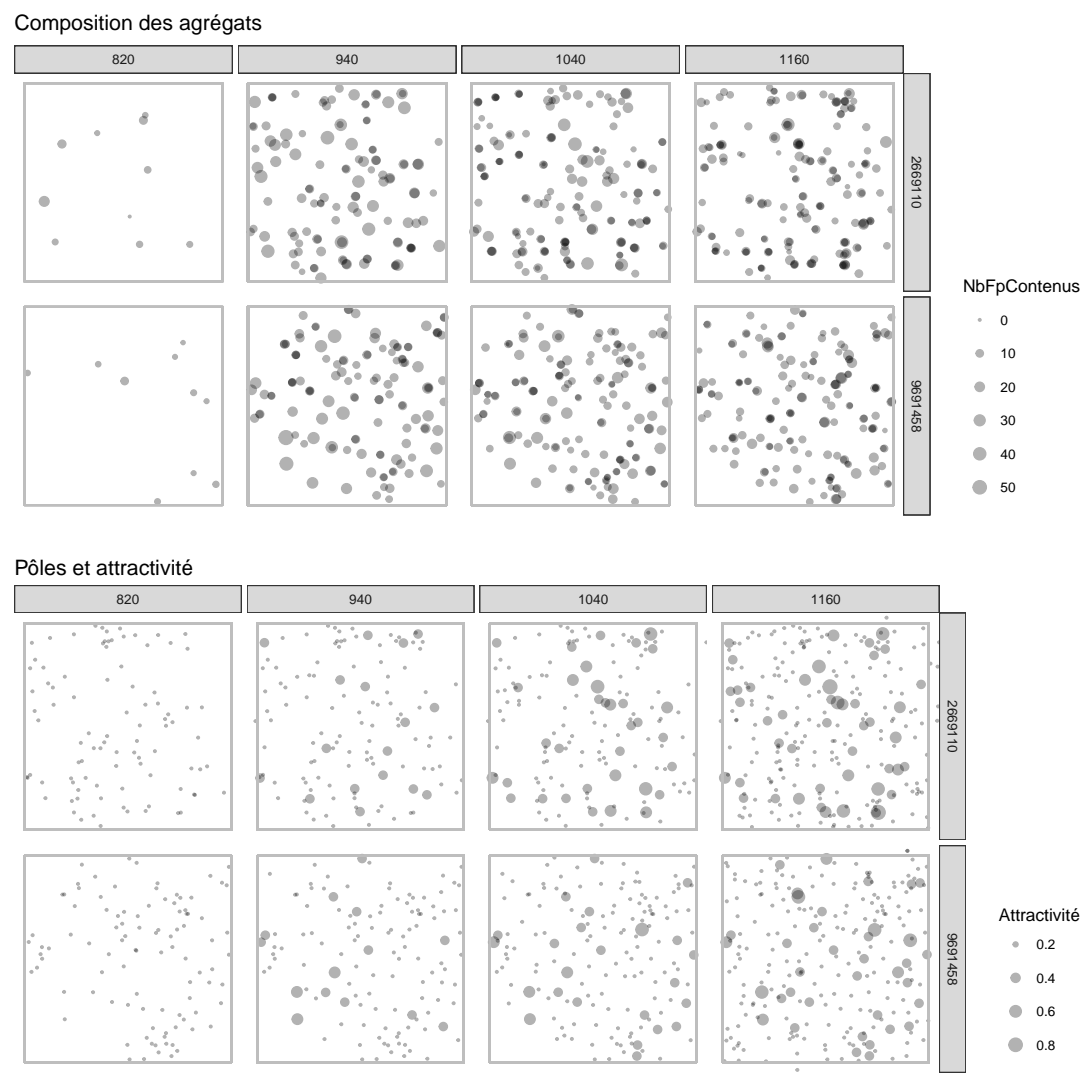 Composition des agrégats
820 940 1040 1160
2669110
9691458
NbFpContenus
0
10
20
30
40
50
Pôles et attractivité
820 940 1040 1160
2669110
9691458
Attractivité
0.2
0.4
0.6
0.8